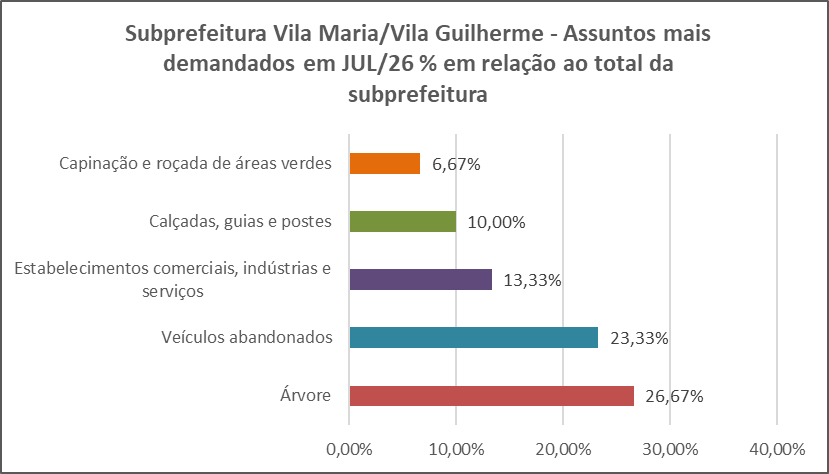 Subprefeitura Vila Maria/Vila Guilherme - Assuntos mais
demandados em JUL/26 % em relação ao total da
subprefeitura
Capinação e roçada de áreas verdes
6,67%
Calçadas, guias e postes
10,00%
Estabelecimentos comerciais, indústrias e
serviços
13,33%
Veículos abandonados
23,33%
Árvore
26,67%
0,00%
10,00%
20,00%
30,00%
40,00%